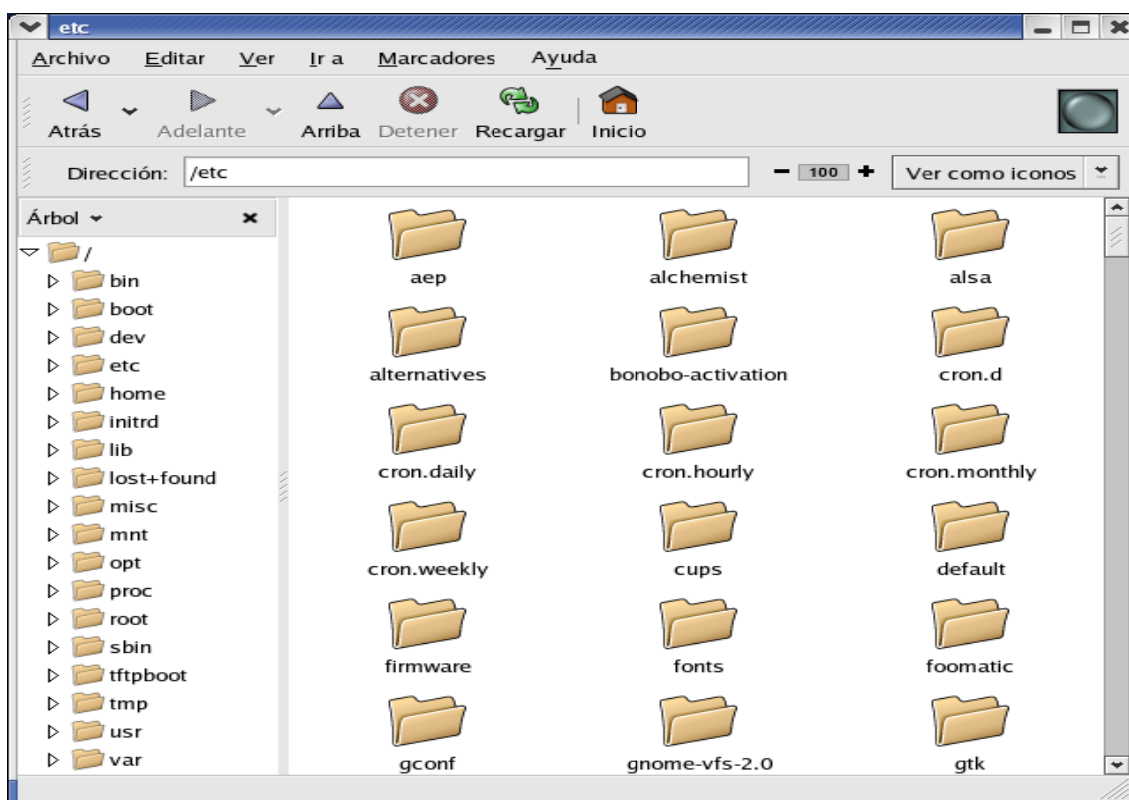 etc
Archivo Editar Ver Ir a Marcadores Ayuda
Atrás Adelante Arriba Detener Recargar Inicio
Dirección: /etc 100 Ver como iconos
Árbol
/
bin
boot
dev
etc
home
initrd
lib
lost+found
misc
mnt
opt
proc
root
sbin
tftpboot
tmp
usr
var
aep alchemist alsa
alternatives bonobo-activation cron.d
cron.daily cron.hourly cron.monthly
cron.weekly cups default
firmware fonts foomatic
gconf gnome-vfs-2.0 gtk